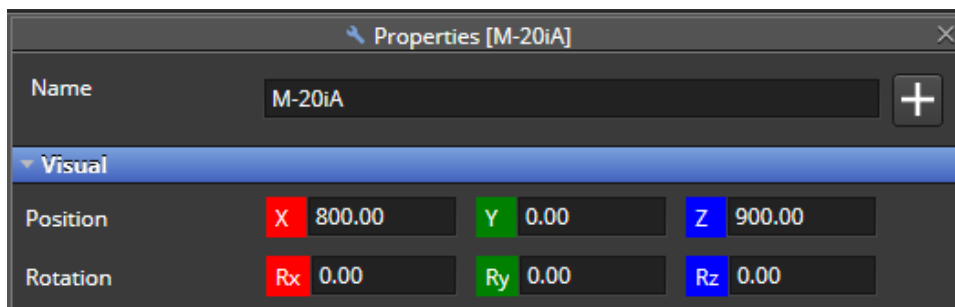 Properties [M-20iA]
Name M-20iA
Visual
Position X 800.00 Y 0.00 Z 900.00
Rotation Rx 0.00 Ry 0.00 Rz 0.00